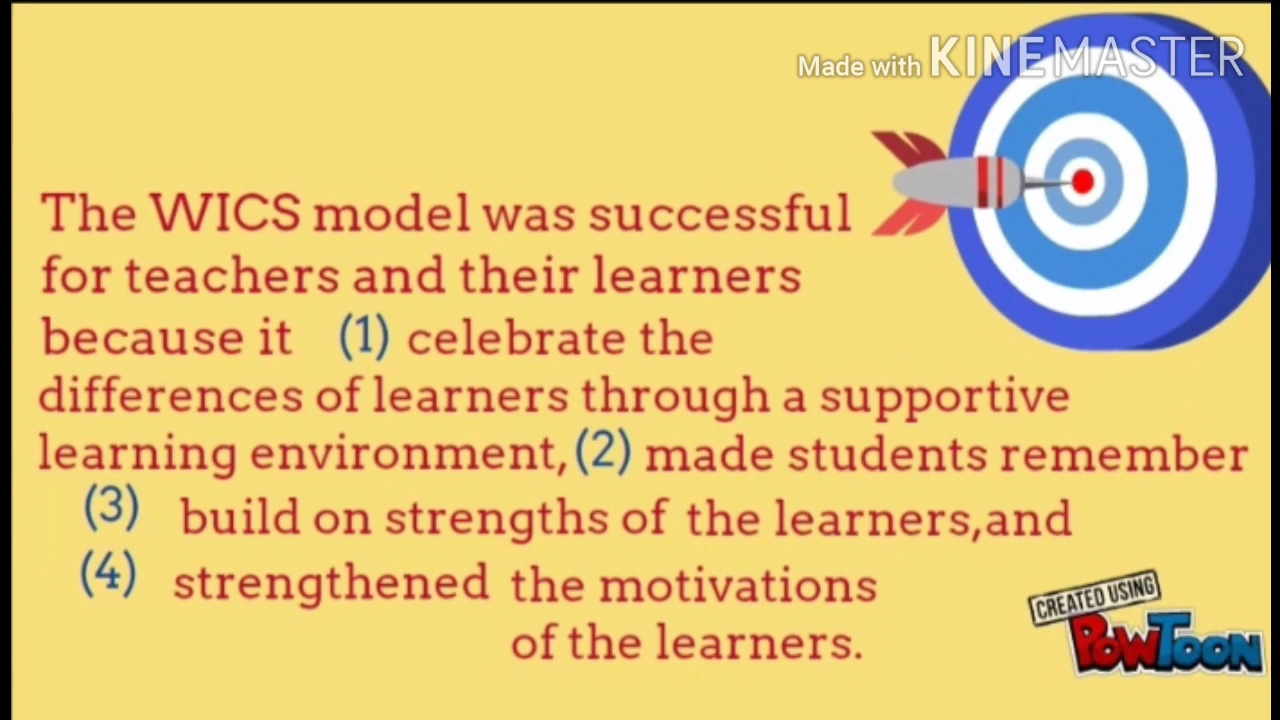 Made with KINEMASTER
The WICS model was successful
for teachers and their learners
because it (1) celebrate the
differences of learners through a supportive
learning environment, (2) made students remember
(3) build on strengths of the learners,and
(4) strengthened the motivations
of the learners.
CREATED USING
POWTOON